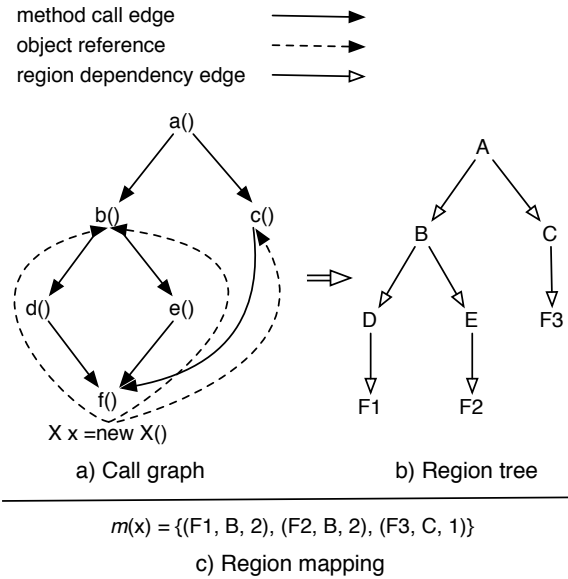 method call edge
object reference
region dependency edge
a()
A
b()
c()
B
C
d()
e()
D
E
F3
f()
F1
F2
X x =new X()
a) Call graph
b) Region tree
m(x) = {(F1, B, 2), (F2, B, 2), (F3, C, 1)}
c) Region mapping